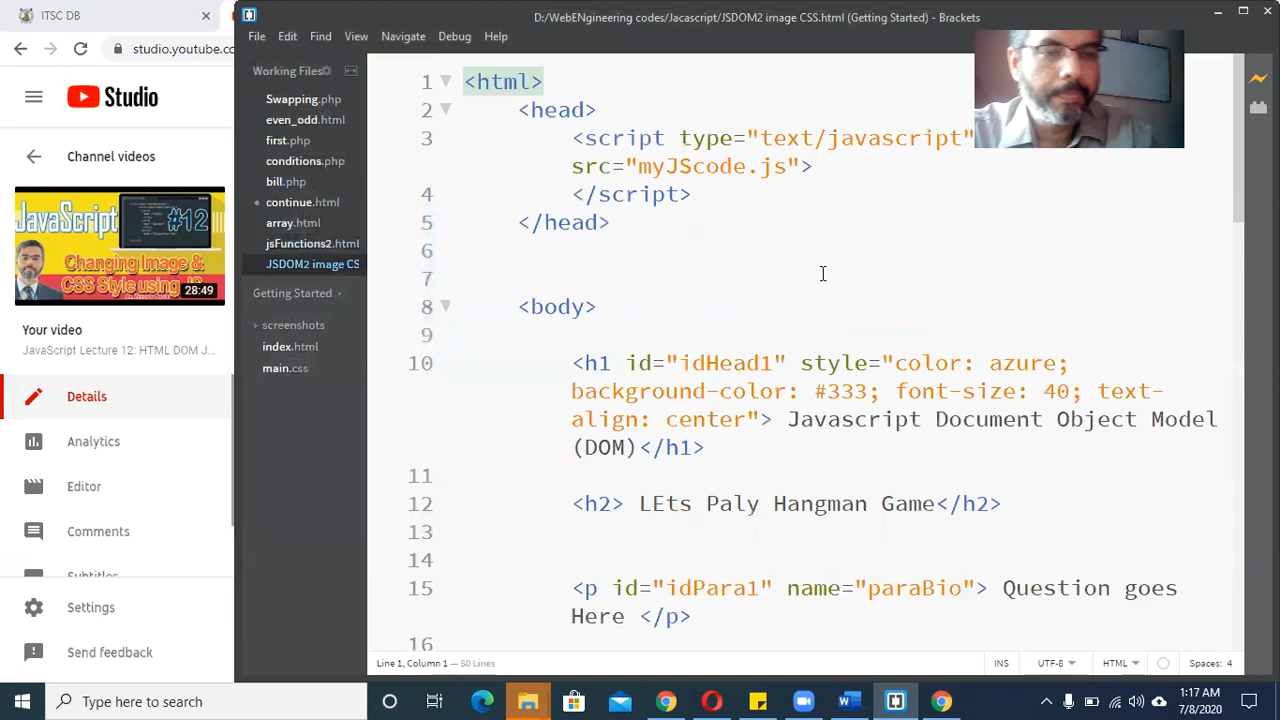 ITSC DB
×
D:/WebENgineering codes/Jacascript/JSDOM2 image CSS.html (Getting Started) - Brackets
studio.youtube.co
File Edit Find View Navigate Debug Help
Studio
Channel videos
JavaScript
#12
Changing Image &
CSS Style using JS
28:49
Your video
JavaScript Lecture 12: HTML DOM J...
Details
Analytics
Editor
Comments
Subtitles
Settings
Send feedback
Working Files
Swapping.php
even_odd.html
first.php
conditions.php
bill.php
continue.html
array.html
jsFunctions2.html
JSDOM2 image CS
Getting Started
screenshots
index.html
main.css
1 <html>
2 <head>
3 <script type="text/javascript"
src="myJScode.js">
4 </script>
5 </head>
6
7
8 <body>
9
10 <h1 id="idHead1" style="color: azure;
background-color: #333; font-size: 40; text-
align: center"> Javascript Document Object Model
(DOM)</h1>
11
12 <h2> LEts Paly Hangman Game</h2>
13
14
15 <p id="idPara1" name="paraBio"> Question goes
Here </p>
16
Line 1, Column 1 — 60 Lines
INS UTF-8 HTML Spaces: 4
Type here to search
1:17 AM
7/8/2020